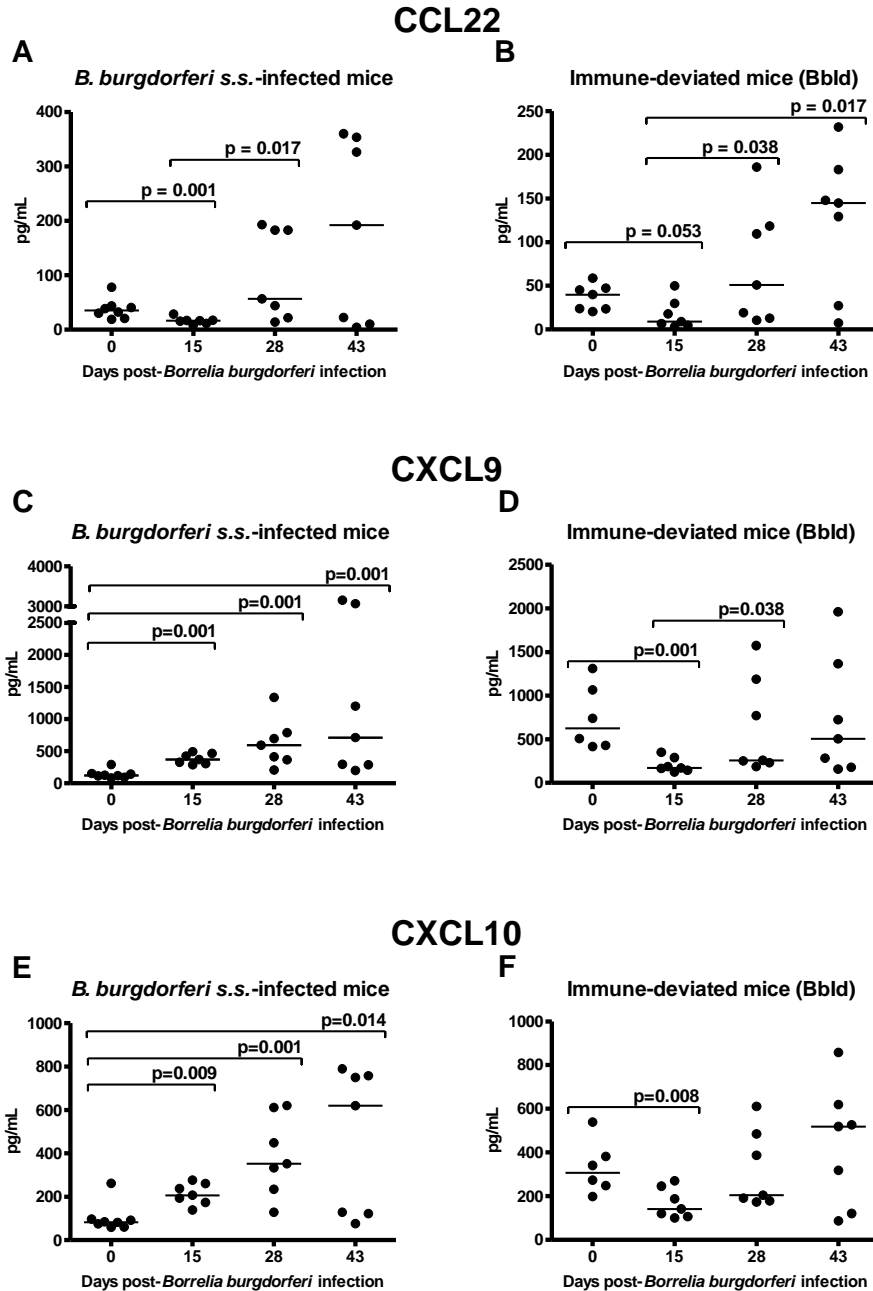 CCL22
A
B. burgdorferi s.s.-infected mice
400
300
200
100
0
pg/mL
p = 0.001
p = 0.017
0 15 28 43
Days post-Borrelia burgdorferi infection
B
Immune-deviated mice (BbId)
250
200
150
100
50
0
pg/mL
p = 0.017
p = 0.038
p = 0.053
0 15 28 43
Days post-Borrelia burgdorferi infection
CXCL9
C
B. burgdorferi s.s.-infected mice
4000
3000
2500
2000
1500
1000
500
0
pg/mL
p=0.001
p=0.001
p=0.001
0 15 28 43
Days post-Borrelia burgdorferi infection
D
Immune-deviated mice (BbId)
2500
2000
1500
1000
500
0
pg/mL
p=0.038
p=0.001
0 15 28 43
Days post-Borrelia burgdorferi infection
CXCL10
E
B. burgdorferi s.s.-infected mice
1000
800
600
400
200
0
pg/mL
p=0.014
p=0.001
p=0.009
0 15 28 43
Days post-Borrelia burgdorferi infection
F
Immune-deviated mice (BbId)
1000
800
600
400
200
0
pg/mL
p=0.008
0 15 28 43
Days post-Borrelia burgdorferi infection